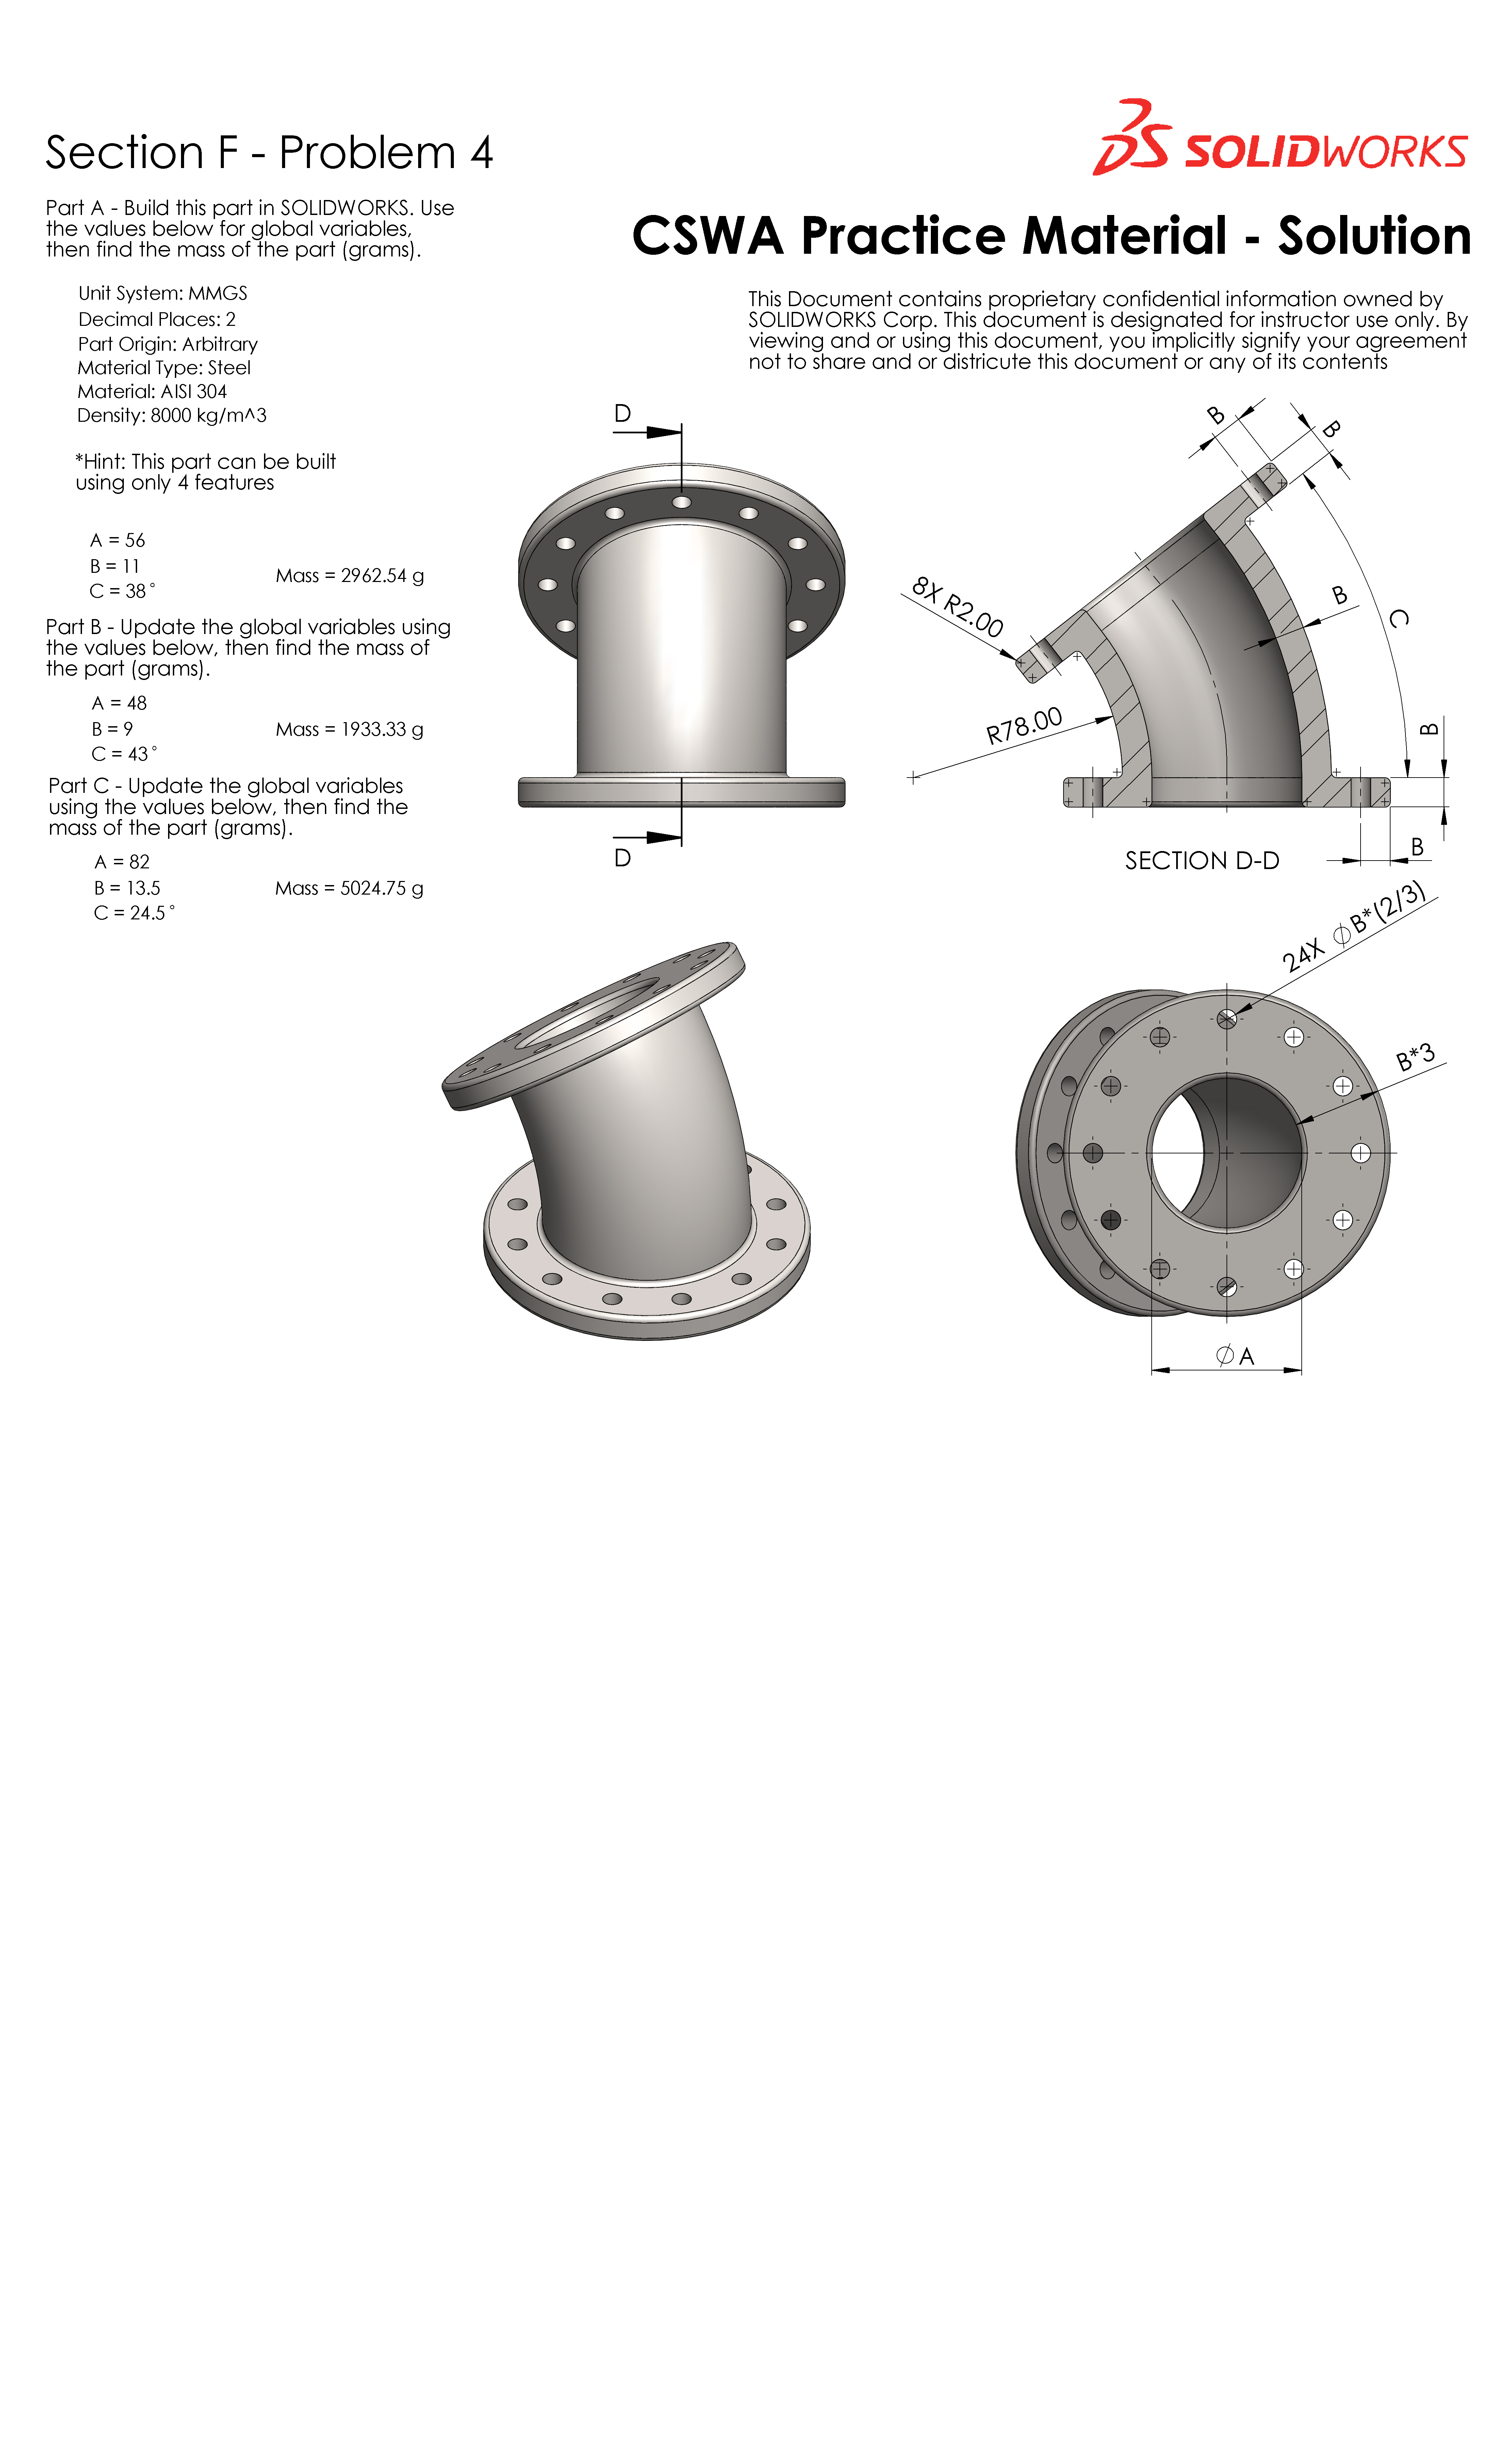 Section F - Problem 4
Part A - Build this part in SOLIDWORKS. Use
the values below for global variables,
then find the mass of the part (grams).
Unit System: MMGS
Decimal Places: 2
Part Origin: Arbitrary
Material Type: Steel
Material: AISI 304
Density: 8000 kg/m^3
*Hint: This part can be built
using only 4 features
A = 56
B = 11
C = 38°
Mass = 2962.54 g
Part B - Update the global variables using
the values below, then find the mass of
the part (grams).
A = 48
B = 9
C = 43°
Mass = 1933.33 g
Part C - Update the global variables
using the values below, then find the
mass of the part (grams).
A = 82
B = 13.5
C = 24.5°
Mass = 5024.75 g
SOLIDWORKS
CSWA Practice Material - Solution
This Document contains proprietary confidential information owned by
SOLIDWORKS Corp. This document is designated for instructor use only. By
viewing and or using this document, you implicitly signify your agreement
not to share and or districute this document or any of its contents
D
D
B
B
8X R2.00
B
C
R78.00
B
B
SECTION D-D
24X ∅B*(2/3)
B*3
∅A